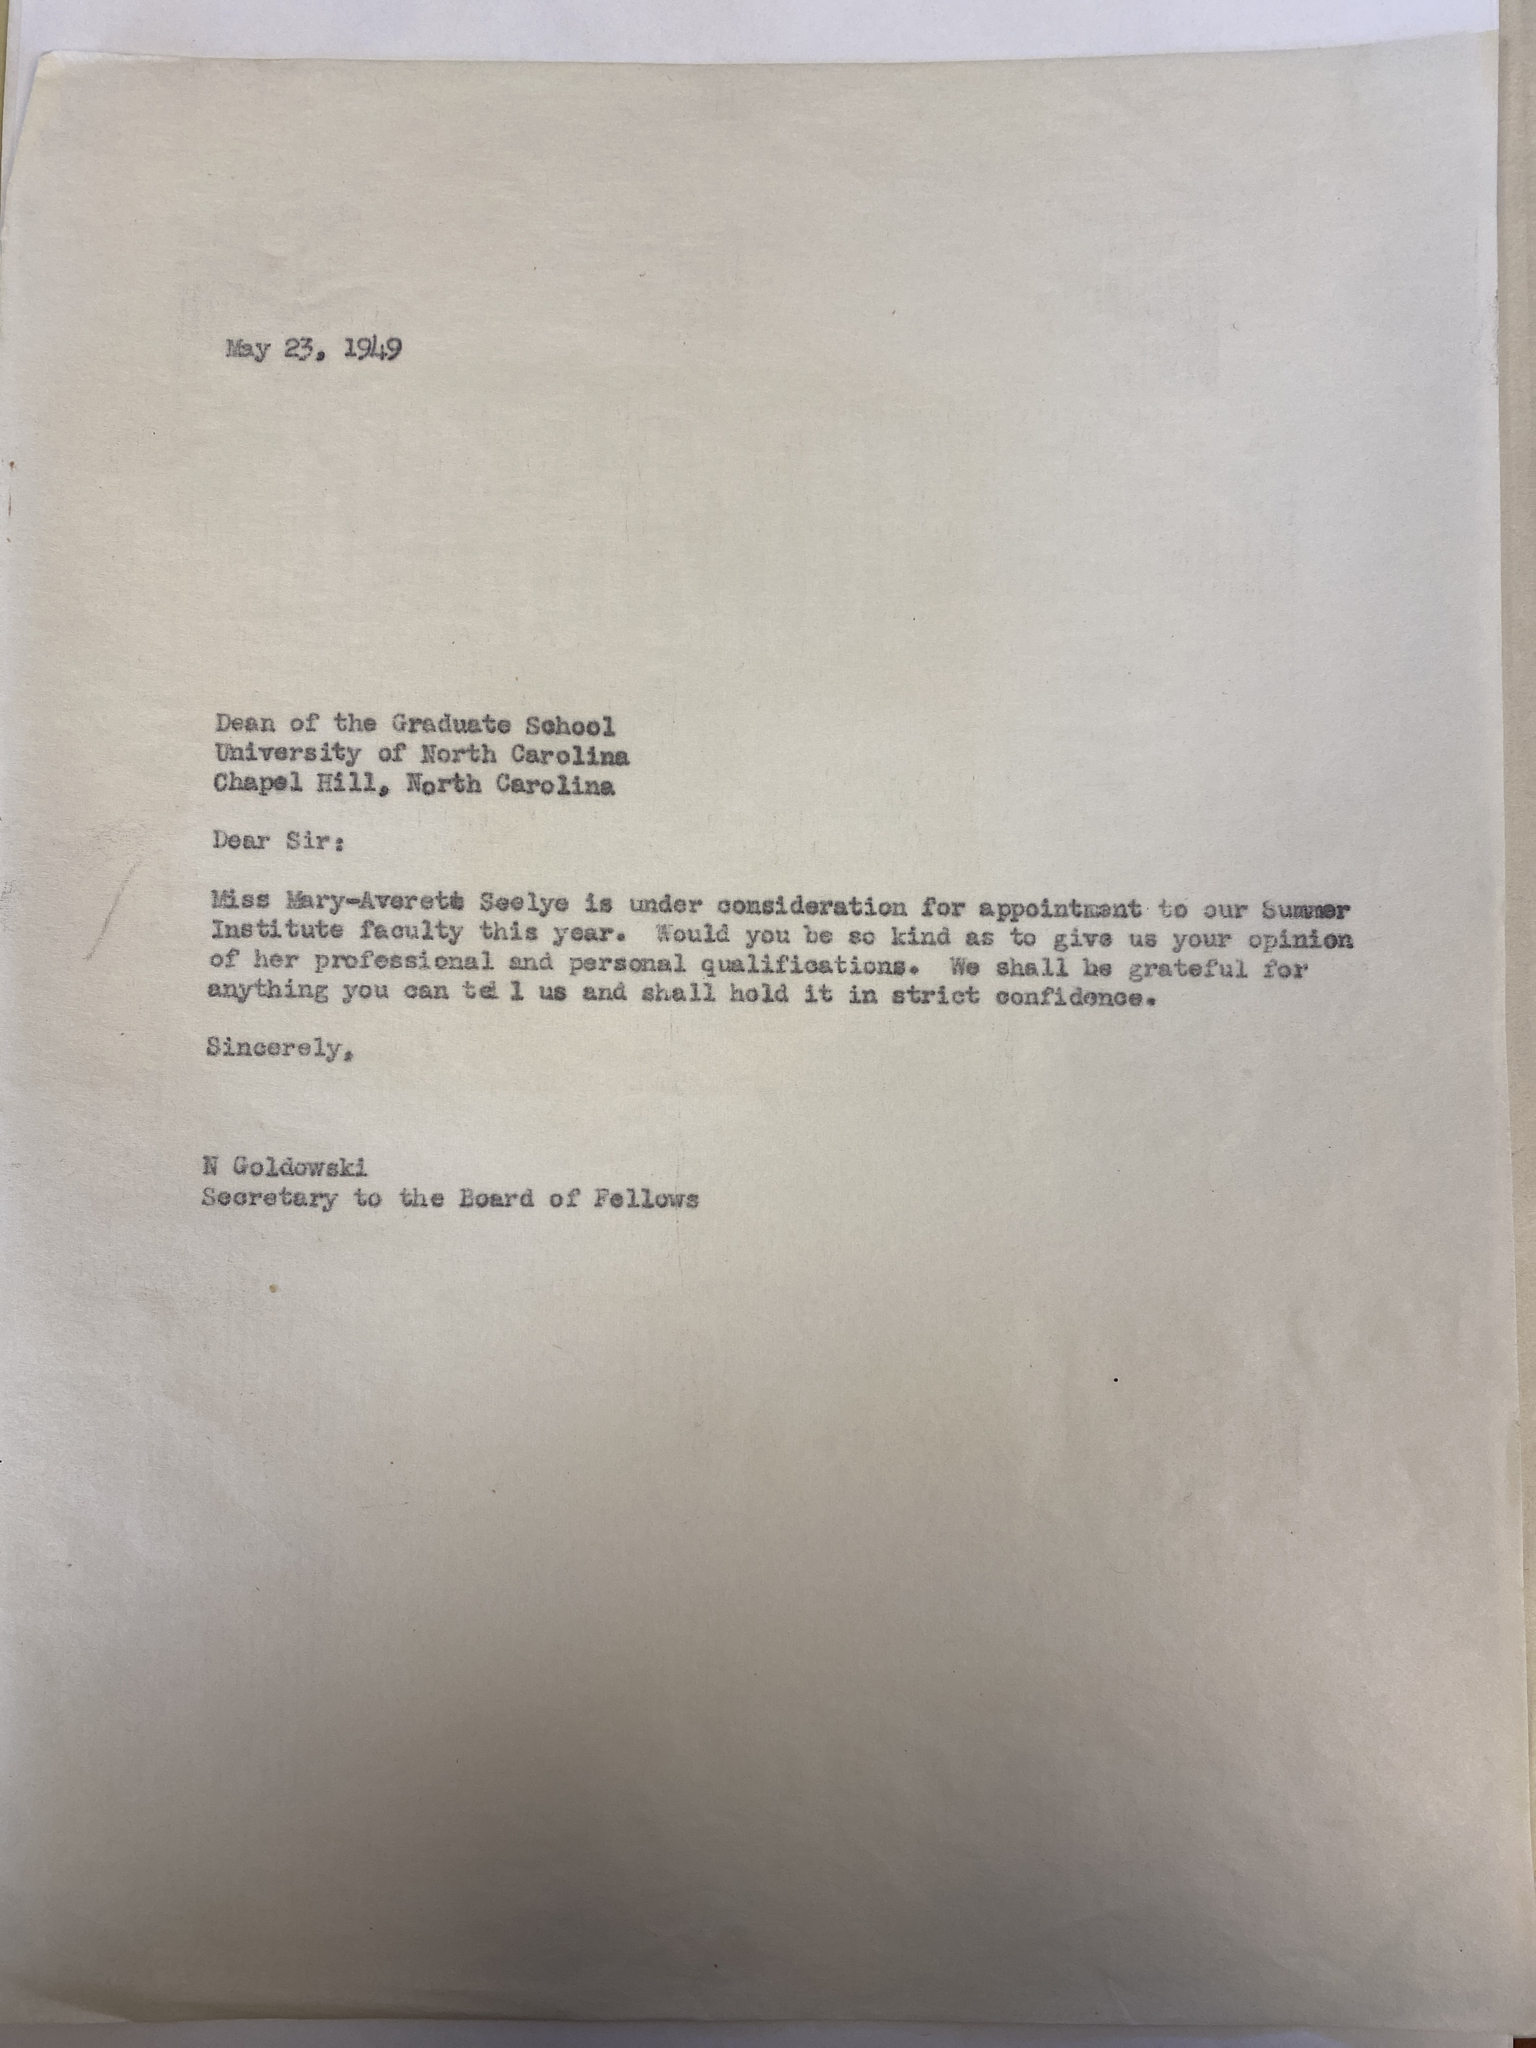 May 23, 1949
Dean of the Graduate School
University of North Carolina
Chapel Hill, North Carolina
Dear Sir:
Miss Mary-Averett Seelye is under consideration for appointment to our Summer
Institute faculty this year.  Would you be so kind as to give us your opinion
of her professional and personal qualifications.  We shall be grateful for
anything you can tel l us and shall hold it in strict confidence.
Sincerely,
N Goldowski
Secretary to the Board of Fellows